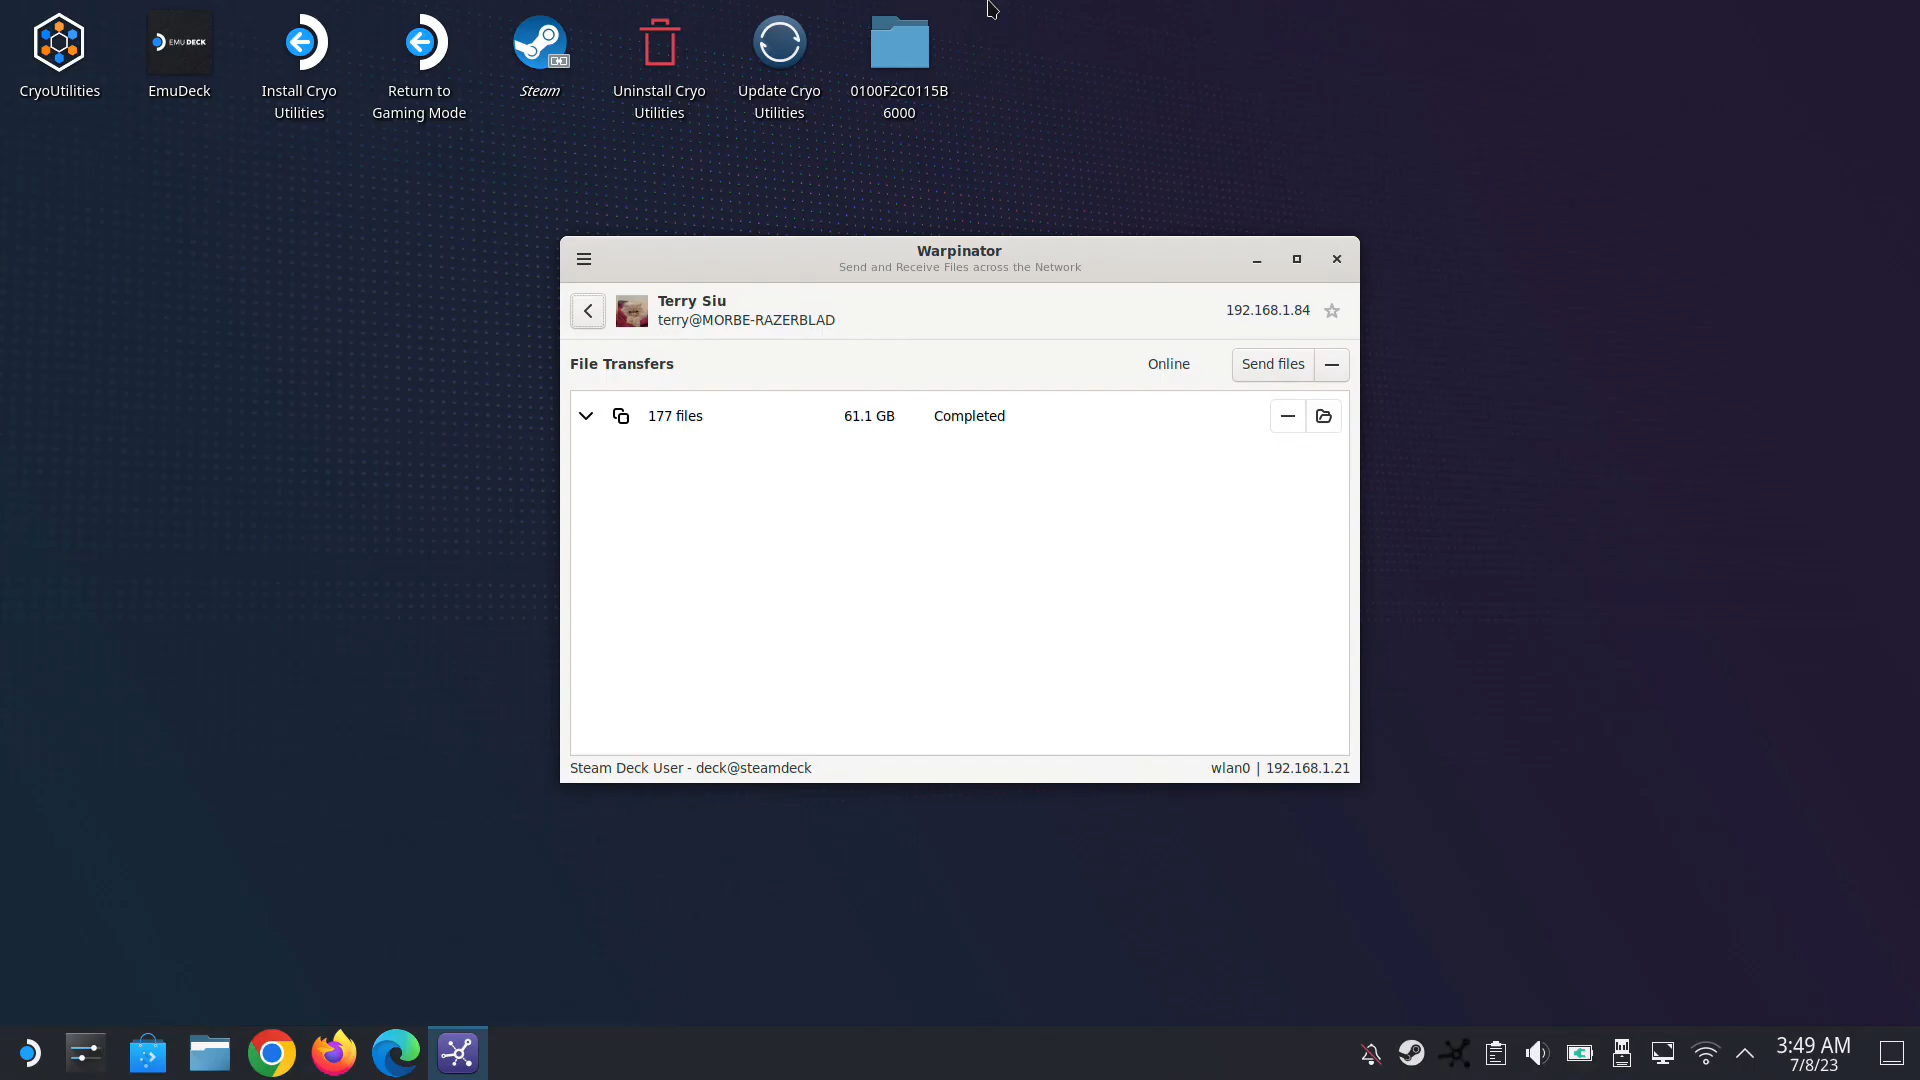 CryoUtilities
EMUDECK
EmuDeck
Install Cryo
Utilities
Return to
Gaming Mode
Steam
Uninstall Cryo
Utilities
Update Cryo
Utilities
0100F2C0115B
6000
Warpinator
Send and Receive Files across the Network
Terry Siu
terry@MORBE-RAZERBLAD
192.168.1.84
File Transfers
Online
Send files
177 files
61.1 GB
Completed
Steam Deck User - deck@steamdeck
wlan0 | 192.168.1.21
3:49 AM
7/8/23